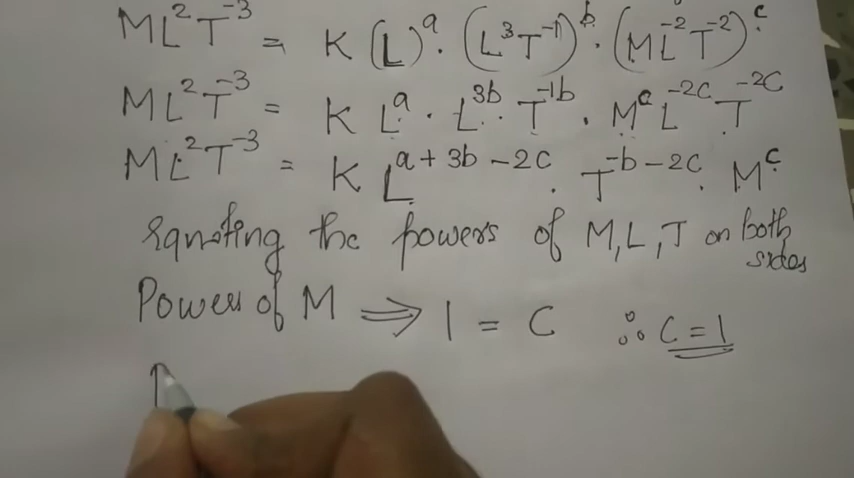 ML²T⁻³ = K (L)ᵃ. (L³T⁻¹)ᵇ. (ML⁻²T⁻²)ᶜ
ML²T⁻³ = K Lᵃ. L³ᵇ T⁻¹ᵇ . Mᶜ L⁻²ᶜ T⁻²ᶜ
ML²T⁻³ = K Lᵃ⁺³ᵇ⁻²ᶜ. T⁻ᵇ⁻²ᶜ. Mᶜ
Equating the powers of M, L, T on both
sides
Power of M ⟹ 1 = C ∴ C = 1